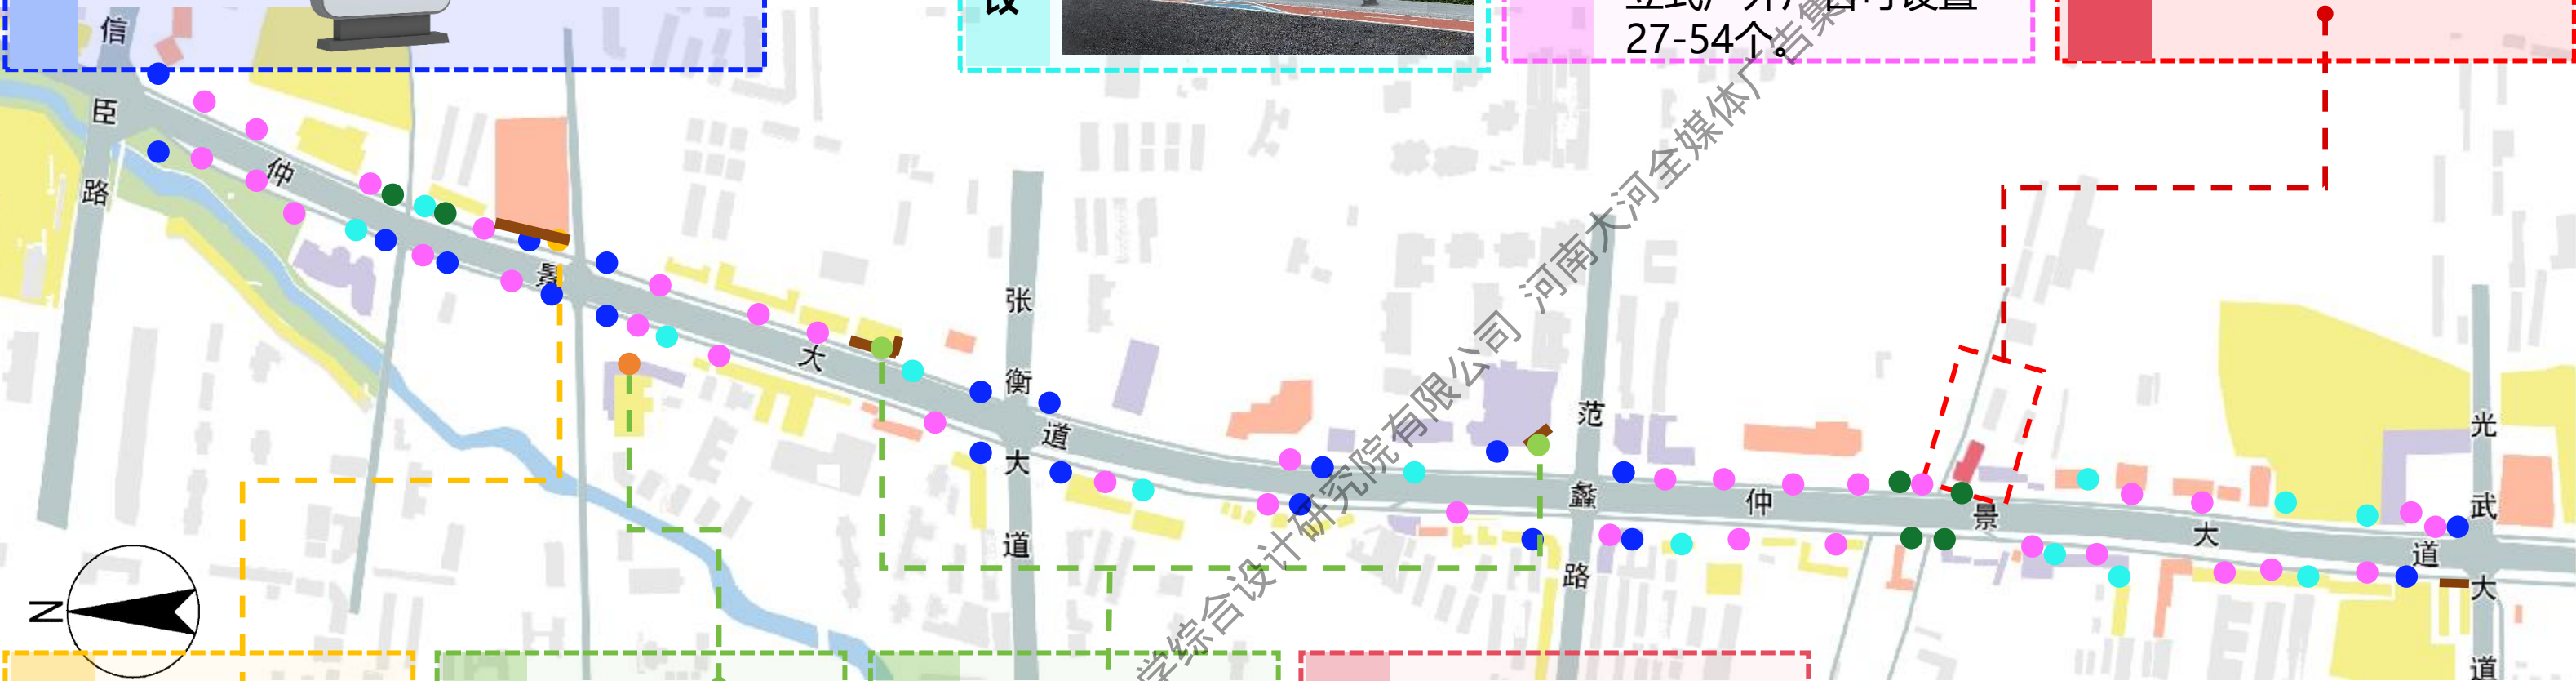 27-54个。
信臣路
仲景大道
张衡大道
范蠡路
仲景大道
光武大道
学综合设计研究院有限公司 河南大河全媒体广告集
N